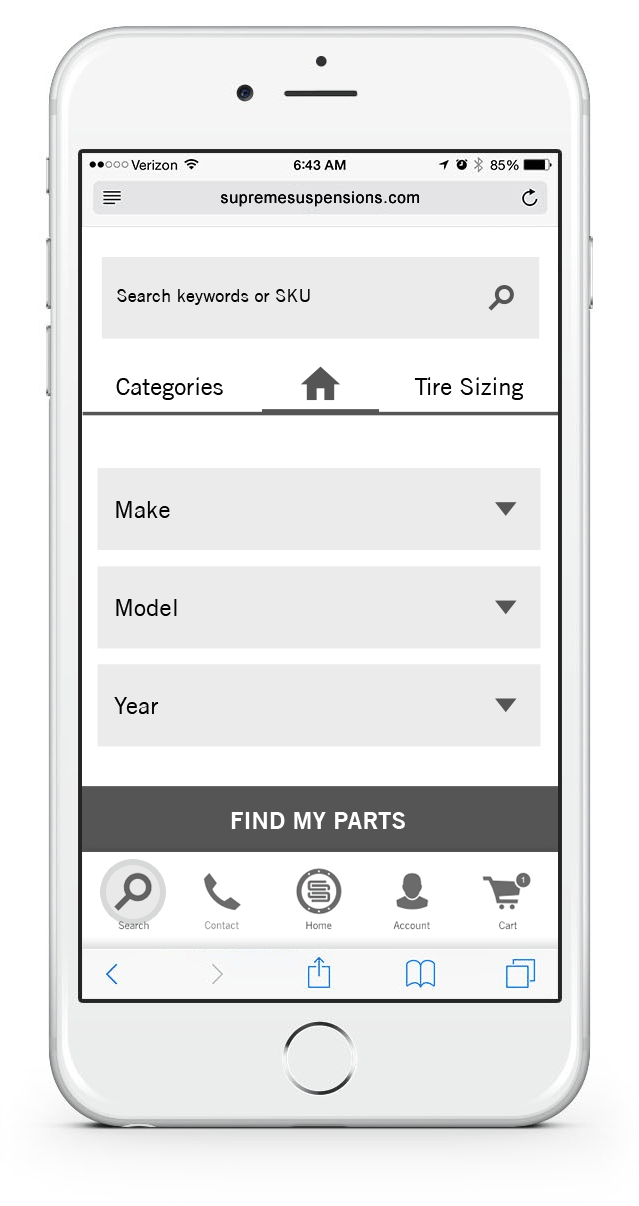 Verizon 6:43 AM 85%
supremesuspensions.com
Search keywords or SKU
Categories Tire Sizing
Make
Model
Year
FIND MY PARTS
Search Contact Home Account Cart
1